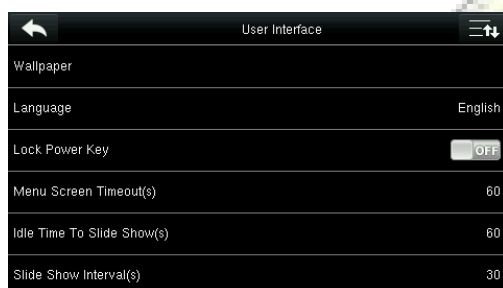 User Interface
Wallpaper
Language English
Lock Power Key OFF
Menu Screen Timeout(s) 60
Idle Time To Slide Show(s) 60
Slide Show Interval(s) 30